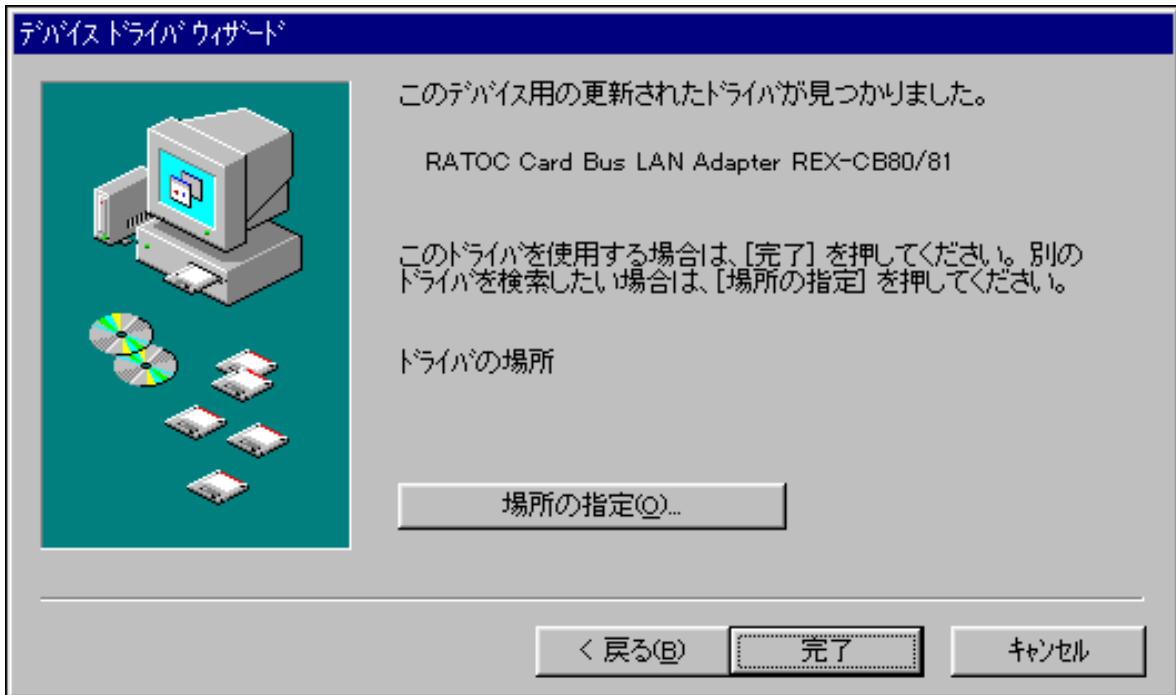 ﾃﾞﾊﾞｲｽ ﾄﾞﾗｲﾊﾞ ｳｨｻﾞｰﾄﾞ
このﾃﾞﾊﾞｲｽ用の更新されたﾄﾞﾗｲﾊﾞが見つかりました。
RATOC Card Bus LAN Adapter REX-CB80/81
このﾄﾞﾗｲﾊﾞを使用する場合は、[完了] を押してください。別の
ﾄﾞﾗｲﾊﾞを検索したい場合は、[場所の指定] を押してください。
ﾄﾞﾗｲﾊﾞの場所
場所の指定(O)...
< 戻る(B)
完了
ｷｬﾝｾﾙ